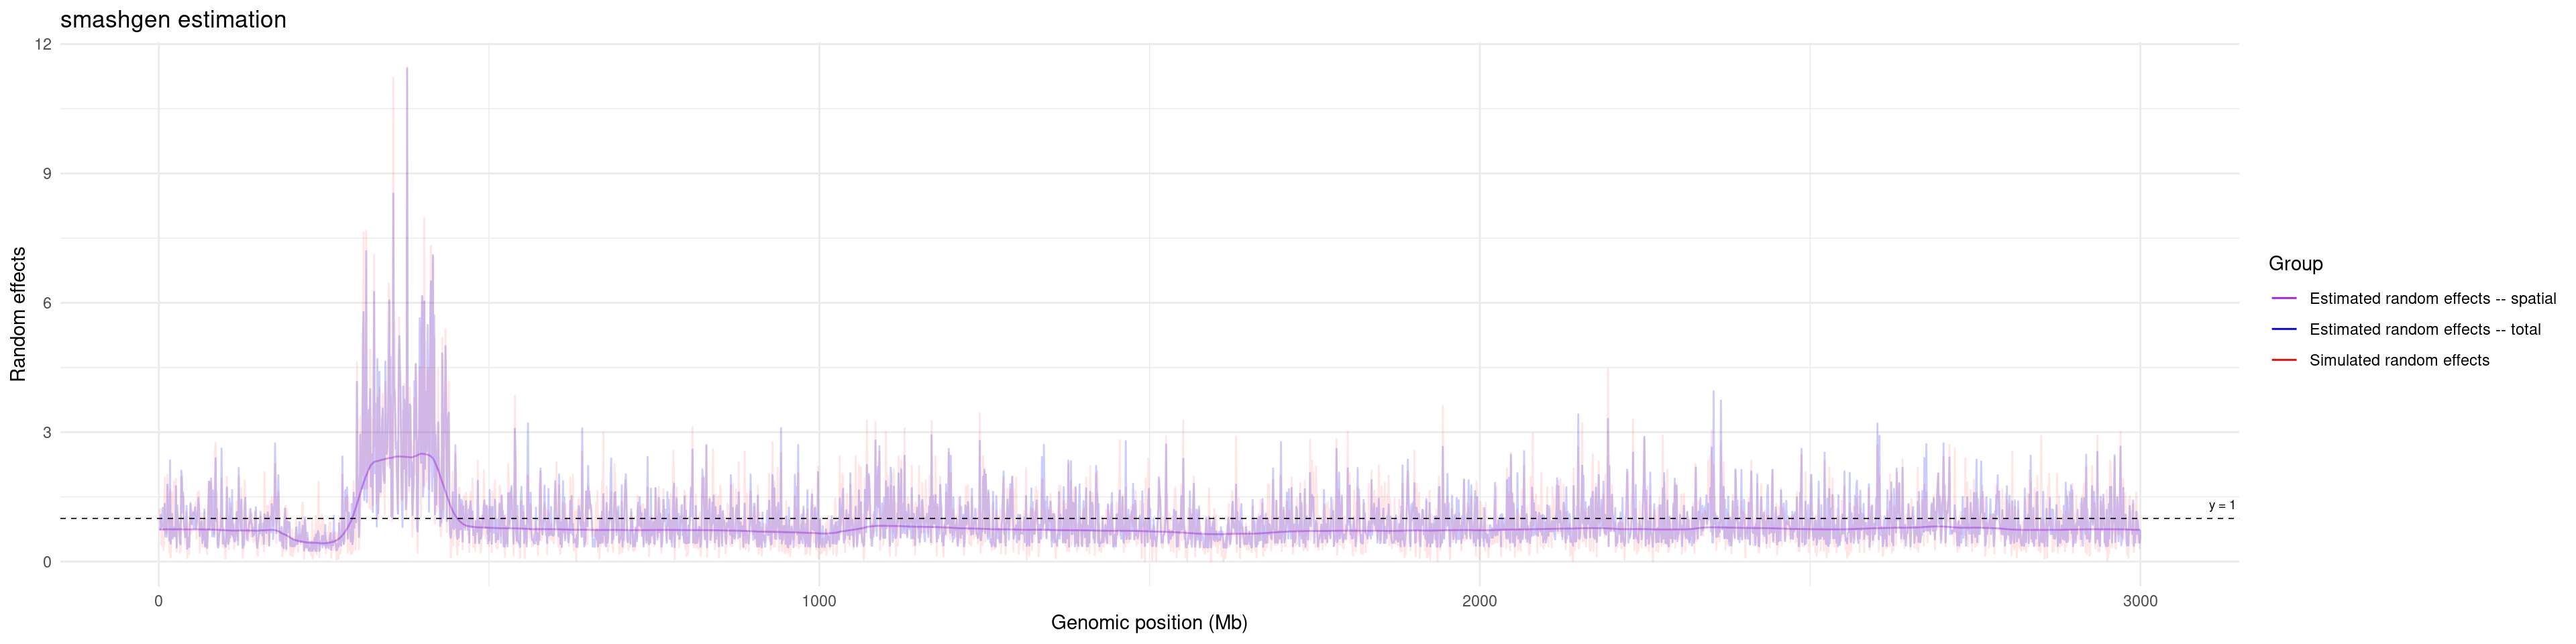 smashgen estimation
12
9
6
3
0
Random effects
y = 1
0
1000
2000
3000
Genomic position (Mb)
Group
Estimated random effects -- spatial
Estimated random effects -- total
Simulated random effects